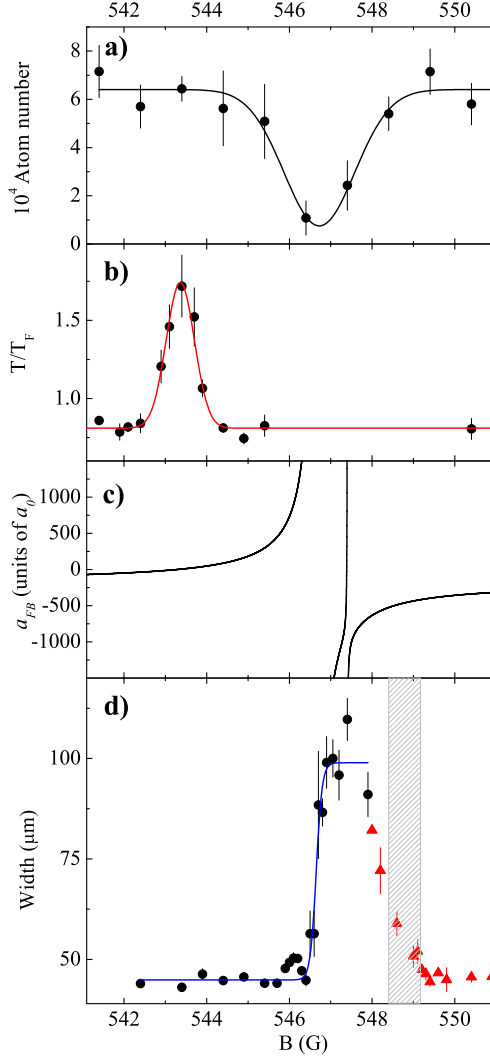 542 544 546 548 550
a)
10⁴ Atom number
8
6
4
2
0
b)
T/T_F
1.5
1.0
c)
a_FB (units of a_0)
1000
500
0
-500
-1000
d)
Width (μm)
100
75
50
542 544 546 548 550
B (G)